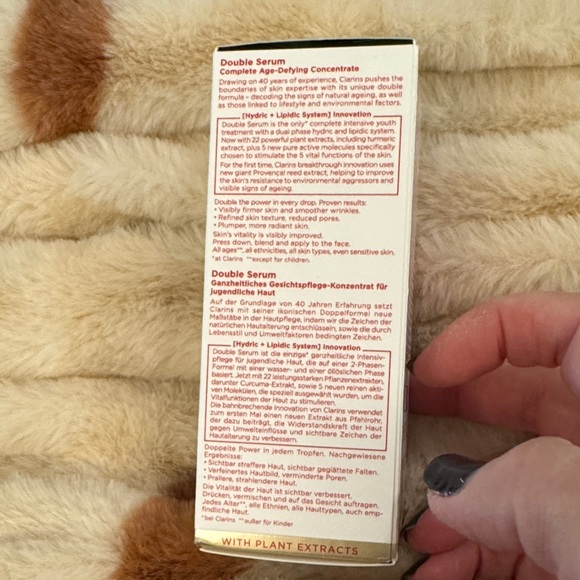 Double Serum
Complete Age-Defying Concentrate
Drawing on 40 years of experience, Clarins pushes the
boundaries of skin expertise with its unique double
formula - decoding the signs of natural ageing, as well
as those linked to lifestyle and environmental factors.
[Hydric + Lipidic System] Innovation
Double Serum is the only* complete intensive youth
treatment with a dual phase hydric and lipidic system.
Now with 22 powerful plant extracts, including turmeric
extract, plus 5 new pure active molecules specifically
chosen to stimulate the 5 vital functions of the skin.
For the first time, Clarins breakthrough innovation uses
new giant Provencal reed extract, helping to improve
the skin's resistance to environmental aggressors and
visible signs of ageing.
Double the power in every drop. Proven results:
• Visibly firmer skin and smoother wrinkles.
• Refined skin texture, reduced pores.
• Plumper, more radiant skin.
Skin's vitality is visibly improved.
Press down, blend and apply to the face.
All ages**, all ethnicities, all skin types, even sensitive skin.
*at Clarins **except for children.
Double Serum
Ganzheitliches Gesichtspflege-Konzentrat für
jugendliche Haut
Auf der Grundlage von 40 Jahren Erfahrung setzt
Clarins mit seiner ikonischen Doppelformel neue
Maßstäbe in der Hautpflege, indem wir die Zeichen der
natürlichen Hautalterung entschlüsseln, sowie die durch
Lebensstil und Umweltfaktoren bedingten Zeichen.
[Hydric + Lipidic System] Innovation
Double Serum ist die einzige* ganzheitliche Intensiv-
pflege für jugendliche Haut, die auf einer 2-Phasen-
Formel mit einer wasser- und einer öllöslichen Phase
basiert. Jetzt mit 22 leistungsstarken Pflanzenextrakten,
darunter Curcuma-Extrakt, sowie 5 neuen reinen akti-
ven Molekülen, die speziell ausgewählt wurden, um die
Vitalfunktionen der Haut zu stimulieren.
Die bahnbrechende Innovation von Clarins verwendet
zum ersten Mal einen neuen Extrakt aus Pfahlrohr,
der dazu beiträgt, die Widerstandskraft der Haut
gegen Umwelteinflüsse und sichtbare Zeichen der
Hautalterung zu verbessern.
Doppelte Power in jedem Tropfen. Nachgewiesene
Ergebnisse:
• Sichtbar straffere Haut, sichtbar geglättete Falten.
• Verfeinertes Hautbild, verminderte Poren.
• Prallere, strahlendere Haut.
Die Vitalität der Haut ist sichtbar verbessert.
Drücken, vermischen und auf das Gesicht auftragen.
Jedes Alter**, alle Ethnien, alle Hauttypen, auch emp-
findliche Haut.
*bei Clarins **außer für Kinder
WITH PLANT EXTRACTS